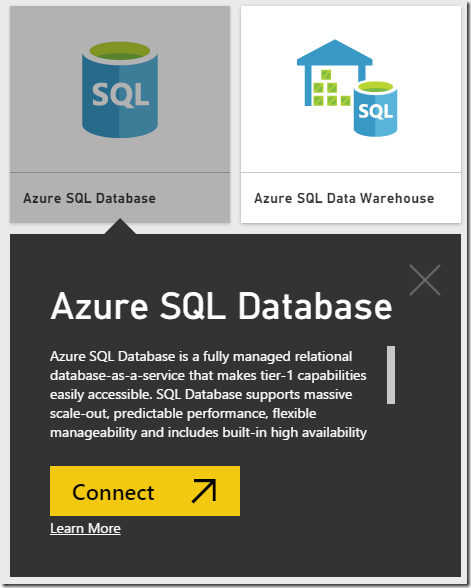 SQL
SQL
Azure SQL Database
Azure SQL Data Warehouse
Azure SQL Database
Azure SQL Database is a fully managed relational
database-as-a-service that makes tier-1 capabilities
easily accessible. SQL Database supports massive
scale-out, predictable performance, flexible
manageability and includes built-in high availability
Connect
Learn More